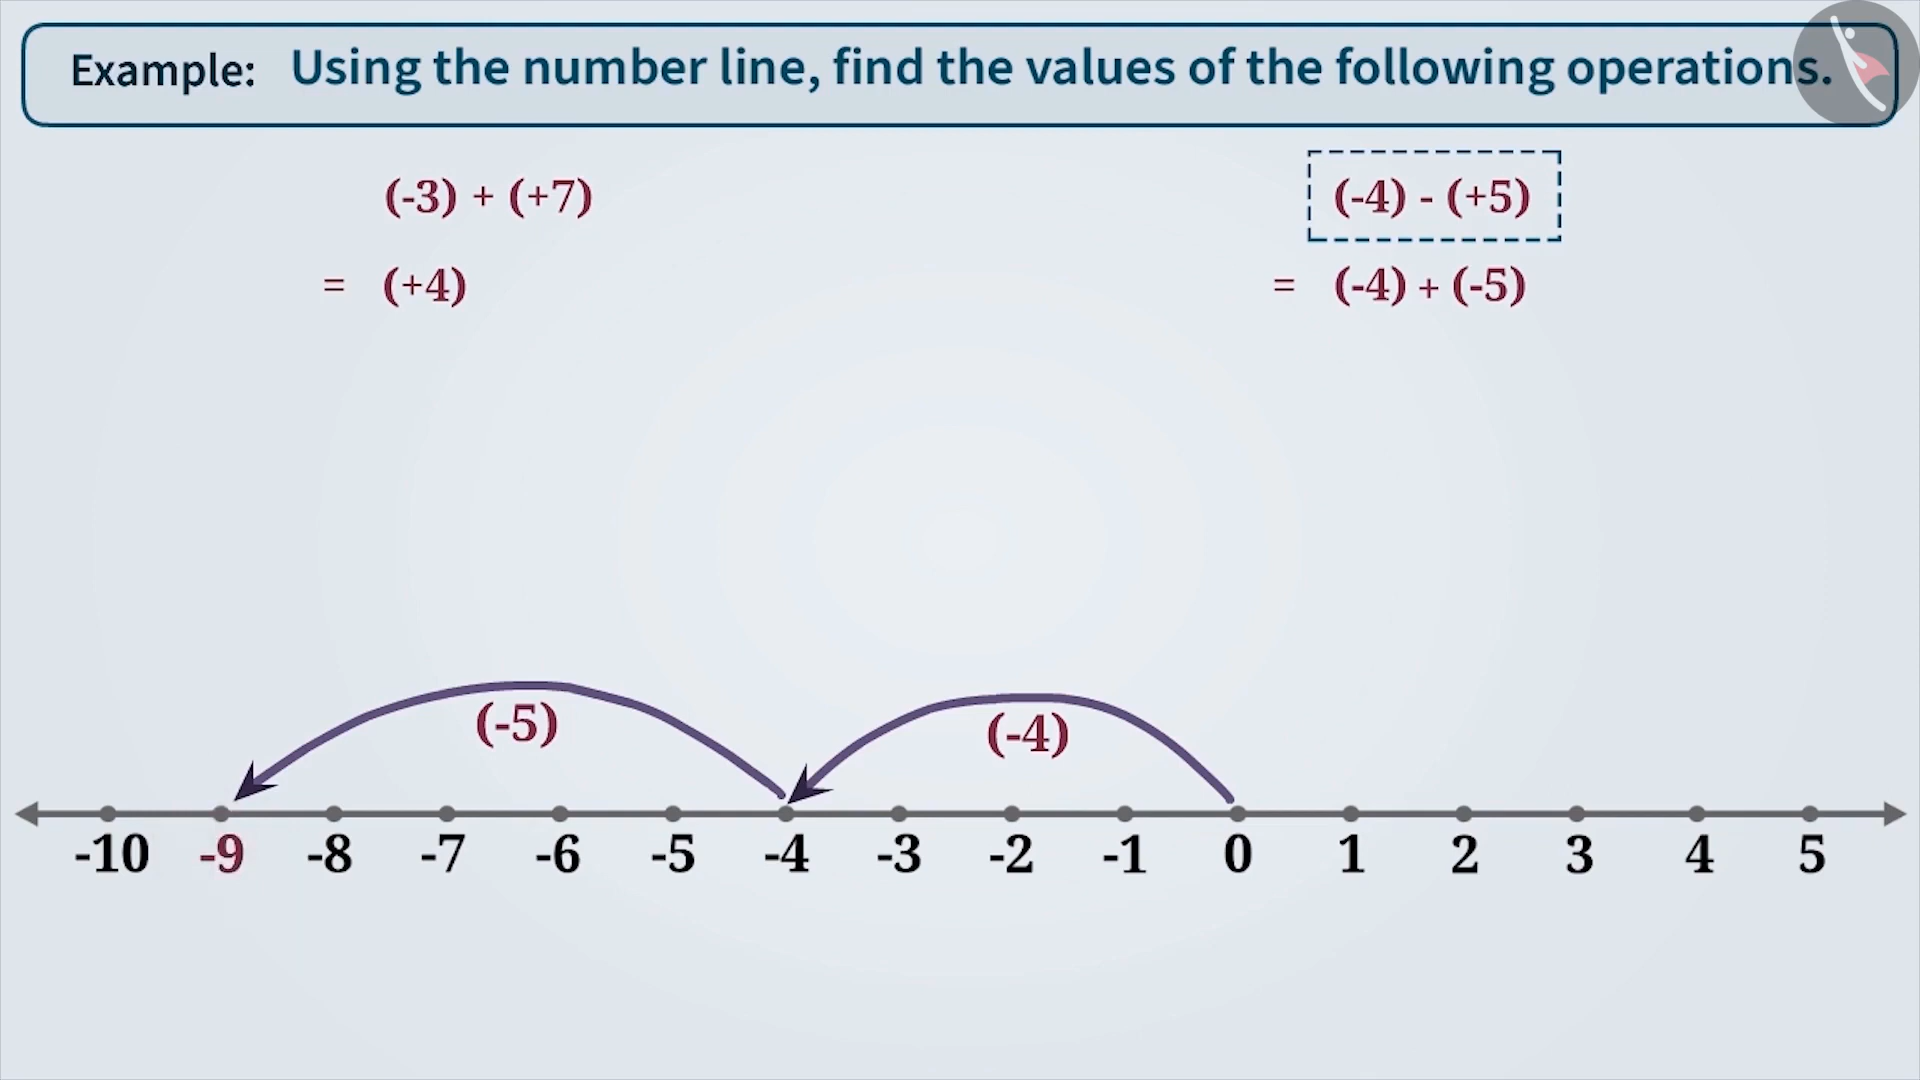 Example: Using the number line, find the values of the following operations.
(-3) + (+7)
(-4) - (+5)
= (+4)
= (-4) + (-5)
(-5)
(-4)
-10 -9 -8 -7 -6 -5 -4 -3 -2 -1 0 1 2 3 4 5